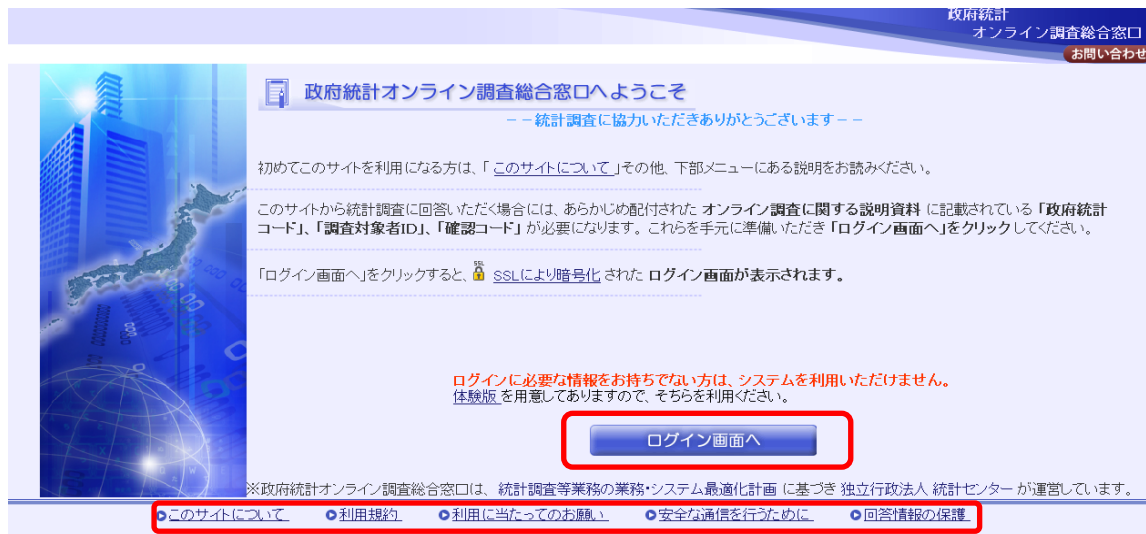 政府統計
オンライン調査総合窓口
お問い合わせ
政府統計オンライン調査総合窓口へようこそ
－－統計調査に協力いただきありがとうございます－－
初めてこのサイトを利用になる方は、「このサイトについて」その他、下部メニューにある説明をお読みください。
このサイトから統計調査に回答いただく場合には、あらかじめ配付された オンライン調査に関する説明資料 に記載されている「政府統計
コード」、「調査対象者ID」、「確認コード」が必要になります。これらを手元に準備いただき「ログイン画面へ」をクリックしてください。
「ログイン画面へ」をクリックすると、SSL SSLにより暗号化 された ログイン画面が表示されます。
ログインに必要な情報をお持ちでない方は、システムを利用いただけません。
体験版を用意してありますので、そちらを利用ください。
ログイン画面へ
※政府統計オンライン調査総合窓口は、統計調査等業務の業務・システム最適化計画 に基づき 独立行政法人 統計センター が運営しています。
このサイトについて 利用規約 利用に当たってのお願い 安全な通信を行うために 回答情報の保護